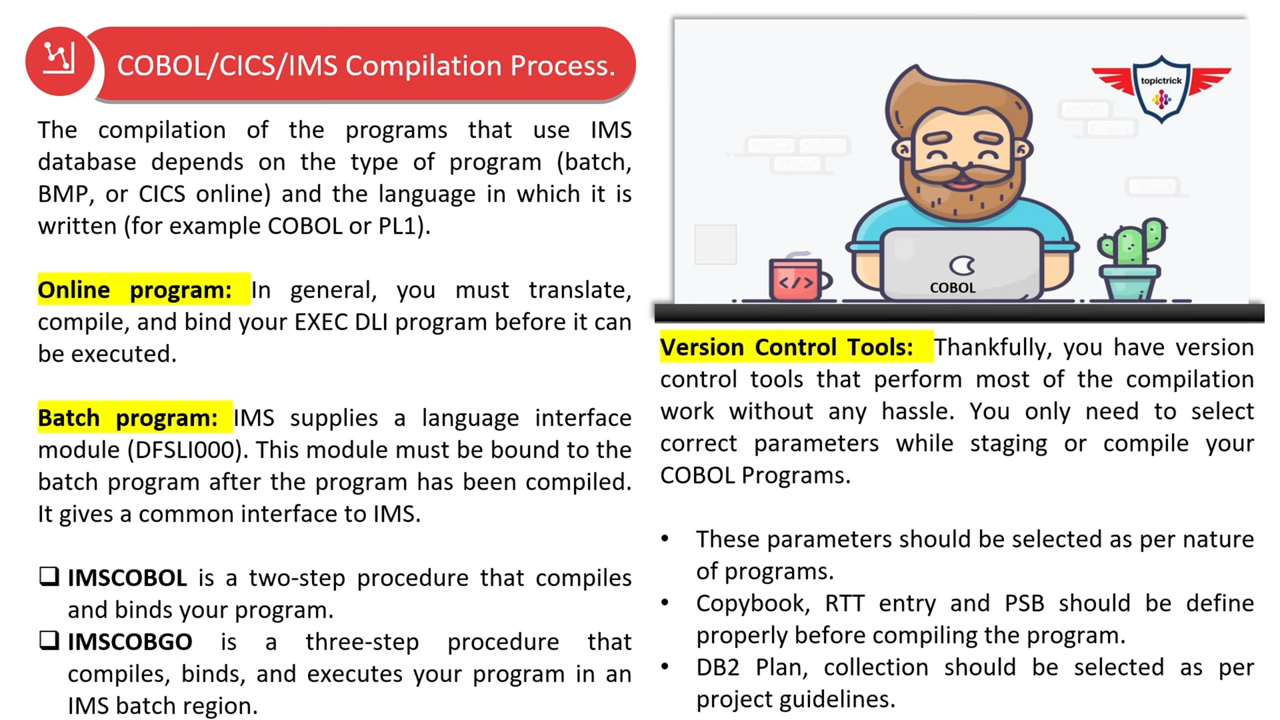 COBOL/CICS/IMS Compilation Process.
The compilation of the programs that use IMS
database depends on the type of program (batch,
BMP, or CICS online) and the language in which it is
written (for example COBOL or PL1).
Online program: In general, you must translate,
compile, and bind your EXEC DLI program before it can
be executed.
Batch program: IMS supplies a language interface
module (DFSLI000). This module must be bound to the
batch program after the program has been compiled.
It gives a common interface to IMS.
❑ IMSCOBOL is a two-step procedure that compiles
and binds your program.
❑ IMSCOBGO is a three-step procedure that
compiles, binds, and executes your program in an
IMS batch region.
topictrick
</>
COBOL
Version Control Tools: Thankfully, you have version
control tools that perform most of the compilation
work without any hassle. You only need to select
correct parameters while staging or compile your
COBOL Programs.
• These parameters should be selected as per nature
of programs.
• Copybook, RTT entry and PSB should be define
properly before compiling the program.
• DB2 Plan, collection should be selected as per
project guidelines.